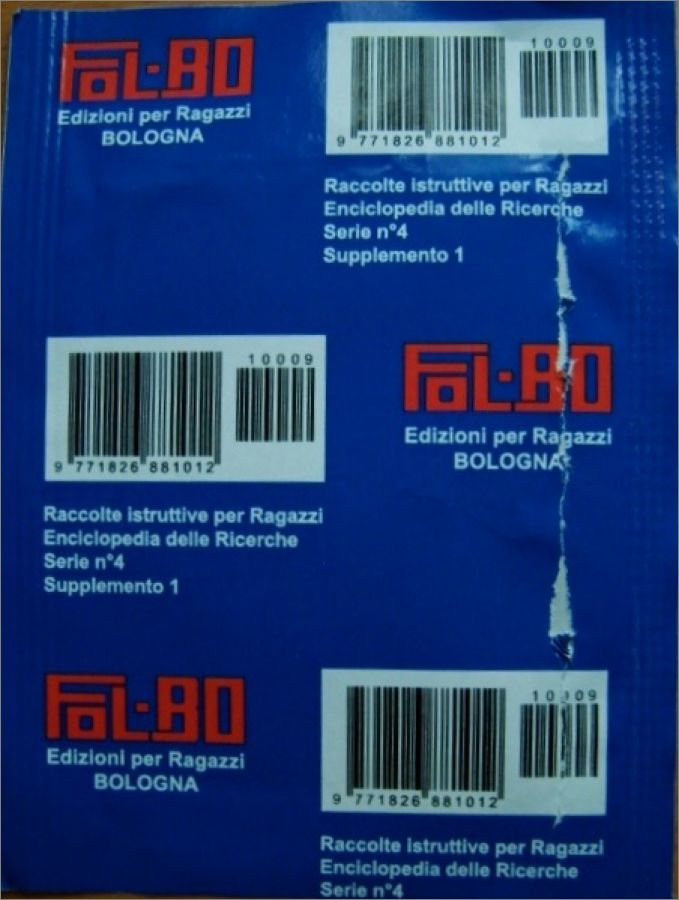 FOL-BO
Edizioni per Ragazzi
BOLOGNA
10009
9 771826 881012
Raccolte istruttive per Ragazzi
Enciclopedia delle Ricerche
Serie n°4
Supplemento 1
10009
9 771826 881012
Raccolte istruttive per Ragazzi
Enciclopedia delle Ricerche
Serie n°4
Supplemento 1
FOL-BO
Edizioni per Ragazzi
BOLOGNA
FOL-BO
Edizioni per Ragazzi
BOLOGNA
10009
9 771826 881012
Raccolte istruttive per Ragazzi
Enciclopedia delle Ricerche
Serie n°4